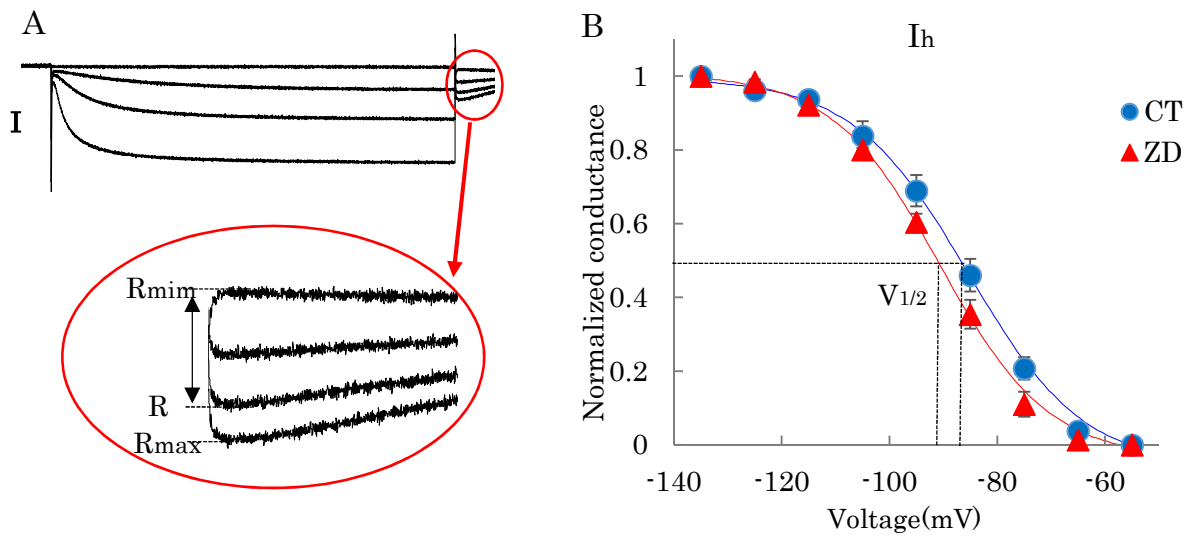 A
I
Rmim
R
Rmax
B
Ih
CT
ZD
Normalized conductance
1
0.8
0.6
0.4
0.2
0
V1/2
-140 -120 -100 -80 -60
Voltage(mV)